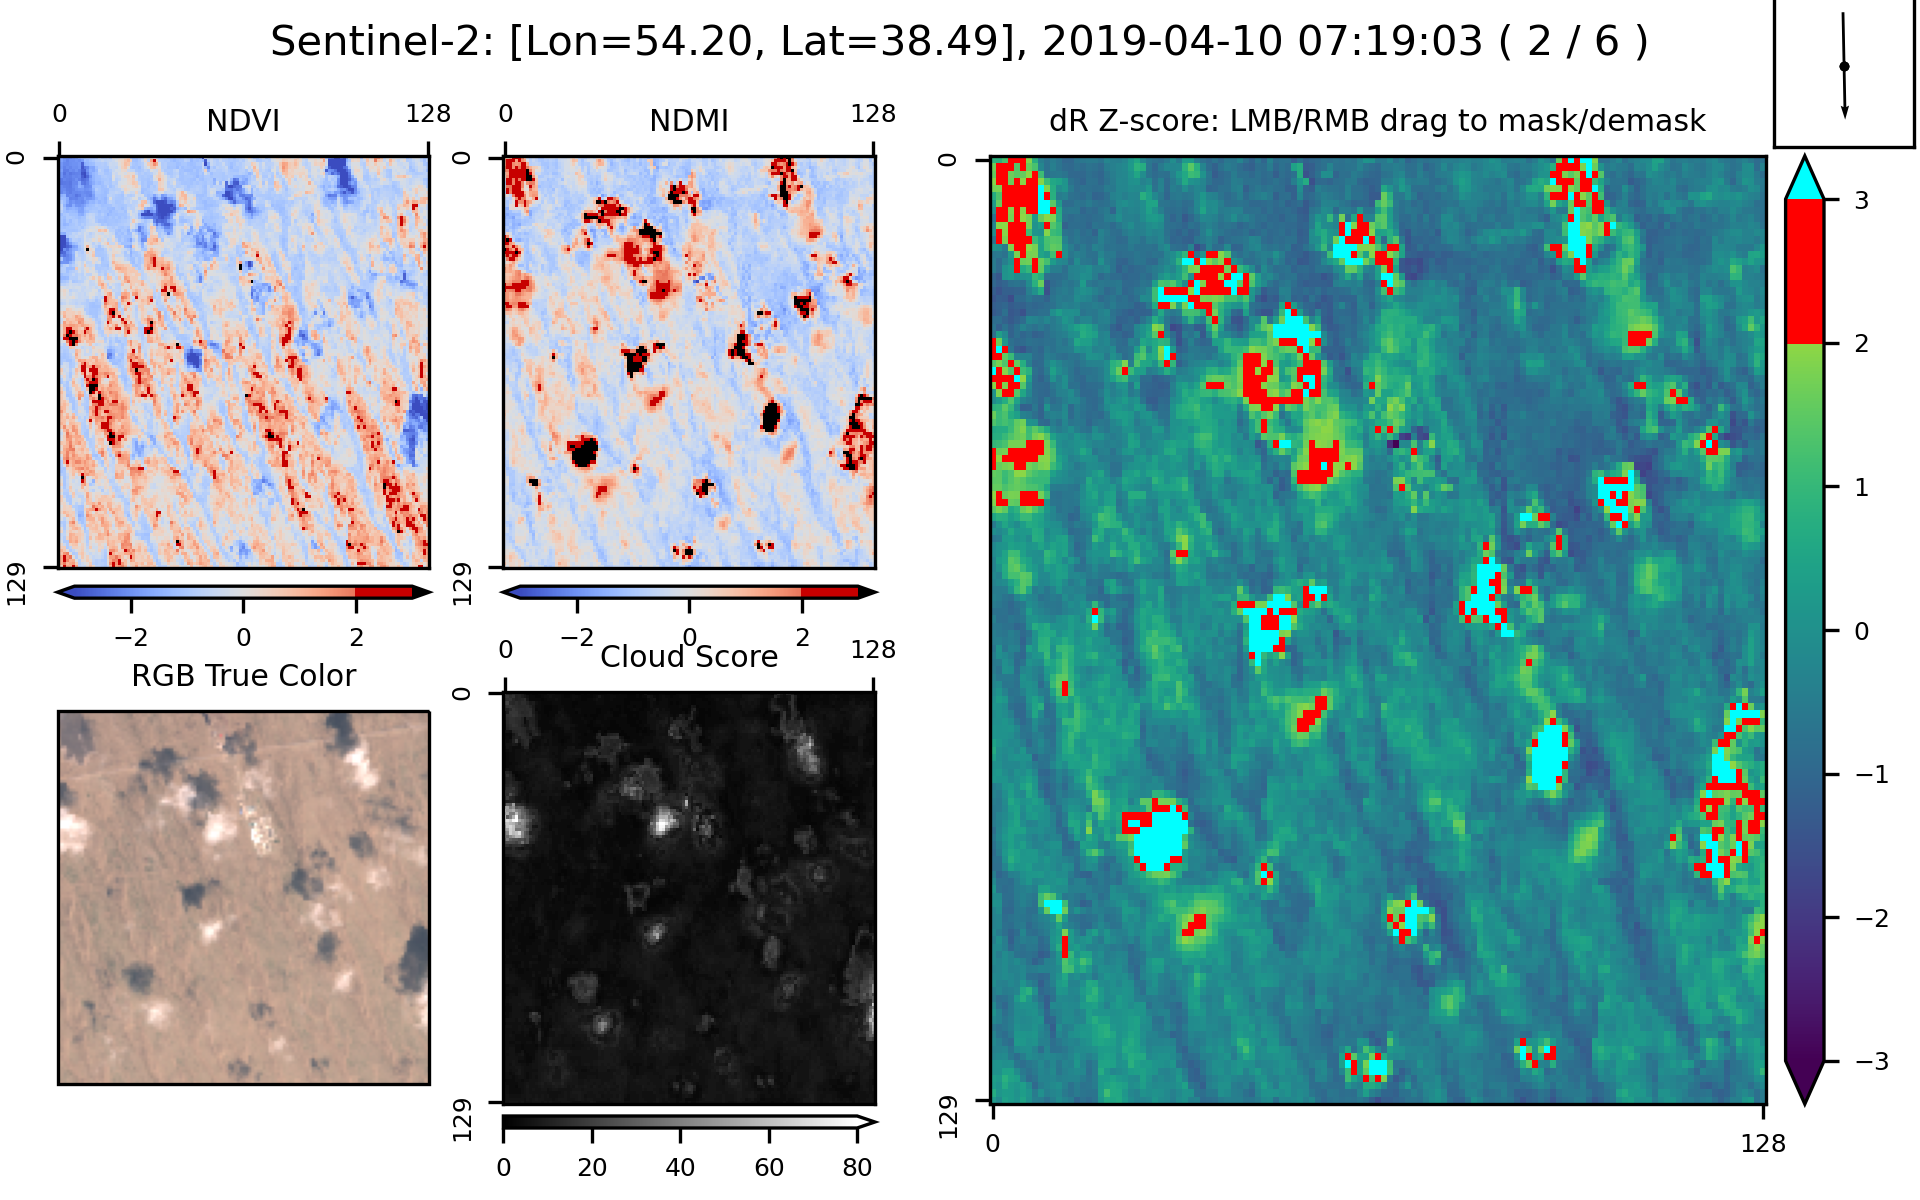 Sentinel-2: [Lon=54.20, Lat=38.49], 2019-04-10 07:19:03 ( 2 / 6 )
0 NDVI 128
0
129
−2 0 2
0 NDMI 128
0
129
−2 0 2
RGB True Color
0 Cloud Score 128
0
129
0 20 40 60 80
dR Z-score: LMB/RMB drag to mask/demask
0
129
0 128
3
2
1
0
−1
−2
−3